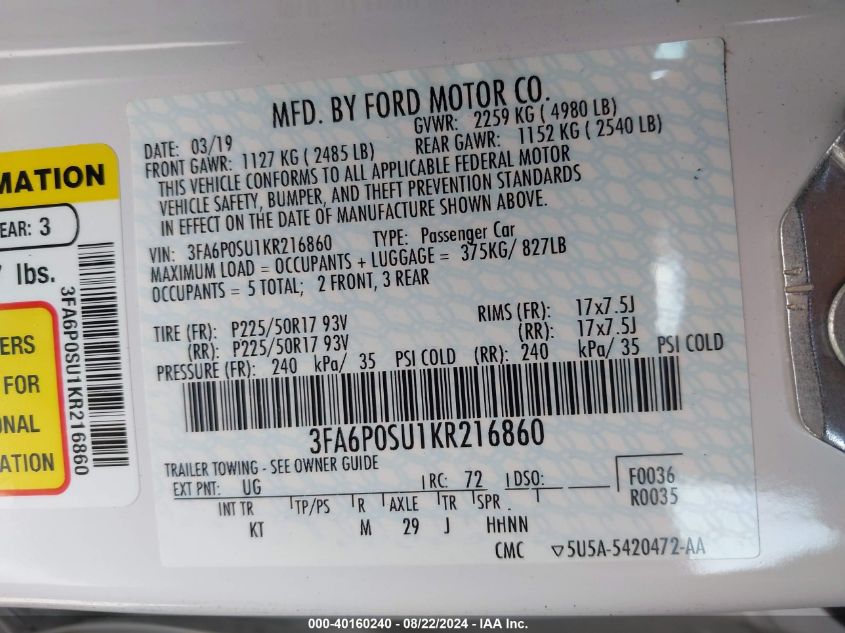 MFD. BY FORD MOTOR CO.
DATE: 03/19 GVWR: 2259 KG ( 4980 LB)
FRONT GAWR: 1127 KG ( 2485 LB) REAR GAWR: 1152 KG ( 2540 LB)
THIS VEHICLE CONFORMS TO ALL APPLICABLE FEDERAL MOTOR
VEHICLE SAFETY, BUMPER, AND THEFT PREVENTION STANDARDS
IN EFFECT ON THE DATE OF MANUFACTURE SHOWN ABOVE.
VIN: 3FA6P0SU1KR216860 TYPE: Passenger Car
MAXIMUM LOAD = OCCUPANTS + LUGGAGE = 375KG/ 827LB
OCCUPANTS = 5 TOTAL; 2 FRONT, 3 REAR
TIRE (FR): P225/50R17 93V RIMS (FR): 17x7.5J
(RR): P225/50R17 93V (RR): 17x7.5J
PRESSURE (FR): 240 kPa/ 35 PSI COLD (RR): 240 kPa/ 35 PSI COLD
3FA6P0SU1KR216860
TRAILER TOWING - SEE OWNER GUIDE
EXT PNT: UG RC: 72 DSO: F0036
R0035
INT TR TP/PS R AXLE TR SPR
KT M 29 J HHNN
CMC ▽5U5A-5420472-AA
MATION
EAR: 3
lbs.
3FA6P0SU1KR216860
ERS
FOR
ONAL
ATION
000-40160240 - 08/22/2024 - IAA Inc.